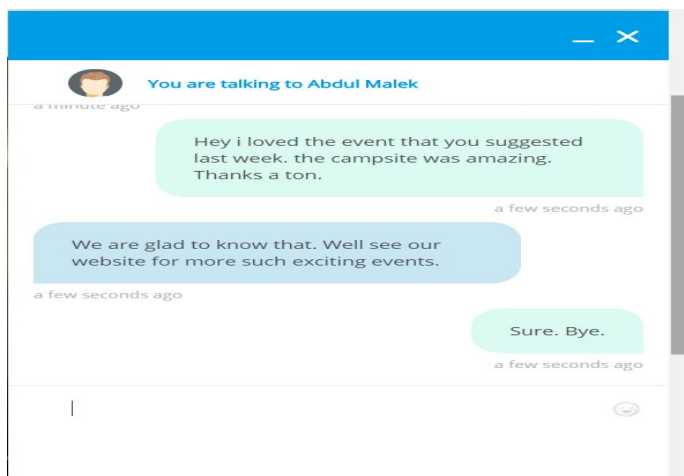 You are talking to Abdul Malek
a minute ago
Hey i loved the event that you suggested
last week. the campsite was amazing.
Thanks a ton.
a few seconds ago
We are glad to know that. Well see our
website for more such exciting events.
a few seconds ago
Sure. Bye.
a few seconds ago